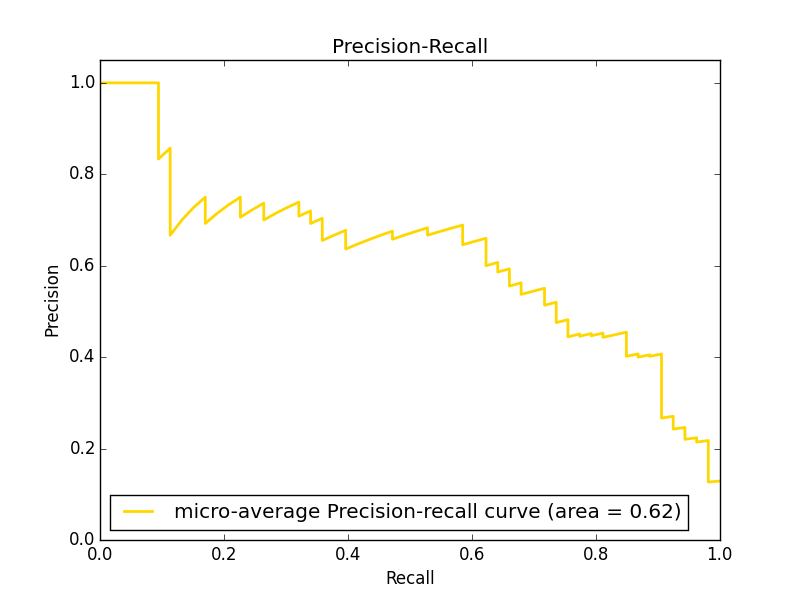 Precision-Recall
1.0
0.8
0.6
0.4
0.2
0.0
Precision
micro-average Precision-recall curve (area = 0.62)
0.0 0.2 0.4 0.6 0.8 1.0
Recall